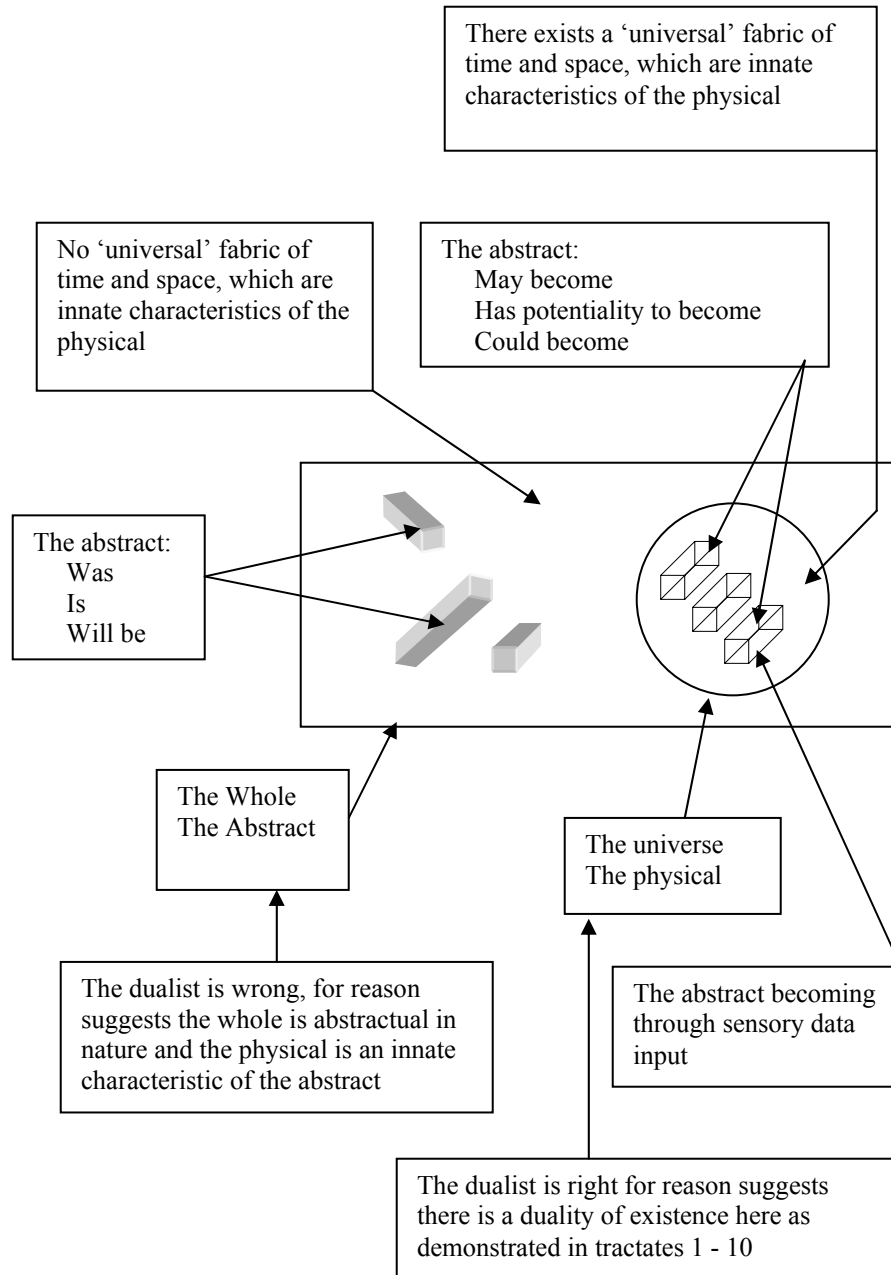 There exists a ‘universal’ fabric of
time and space, which are innate
characteristics of the physical
No ‘universal’ fabric of
time and space, which are
innate characteristics of the
physical
The abstract:
May become
Has potentiality to become
Could become
The abstract:
Was
Is
Will be
The Whole
The Abstract
The universe
The physical
The dualist is wrong, for reason
suggests the whole is abstractual in
nature and the physical is an innate
characteristic of the abstract
The abstract becoming
through sensory data
input
The dualist is right for reason suggests
there is a duality of existence here as
demonstrated in tractates 1 - 10